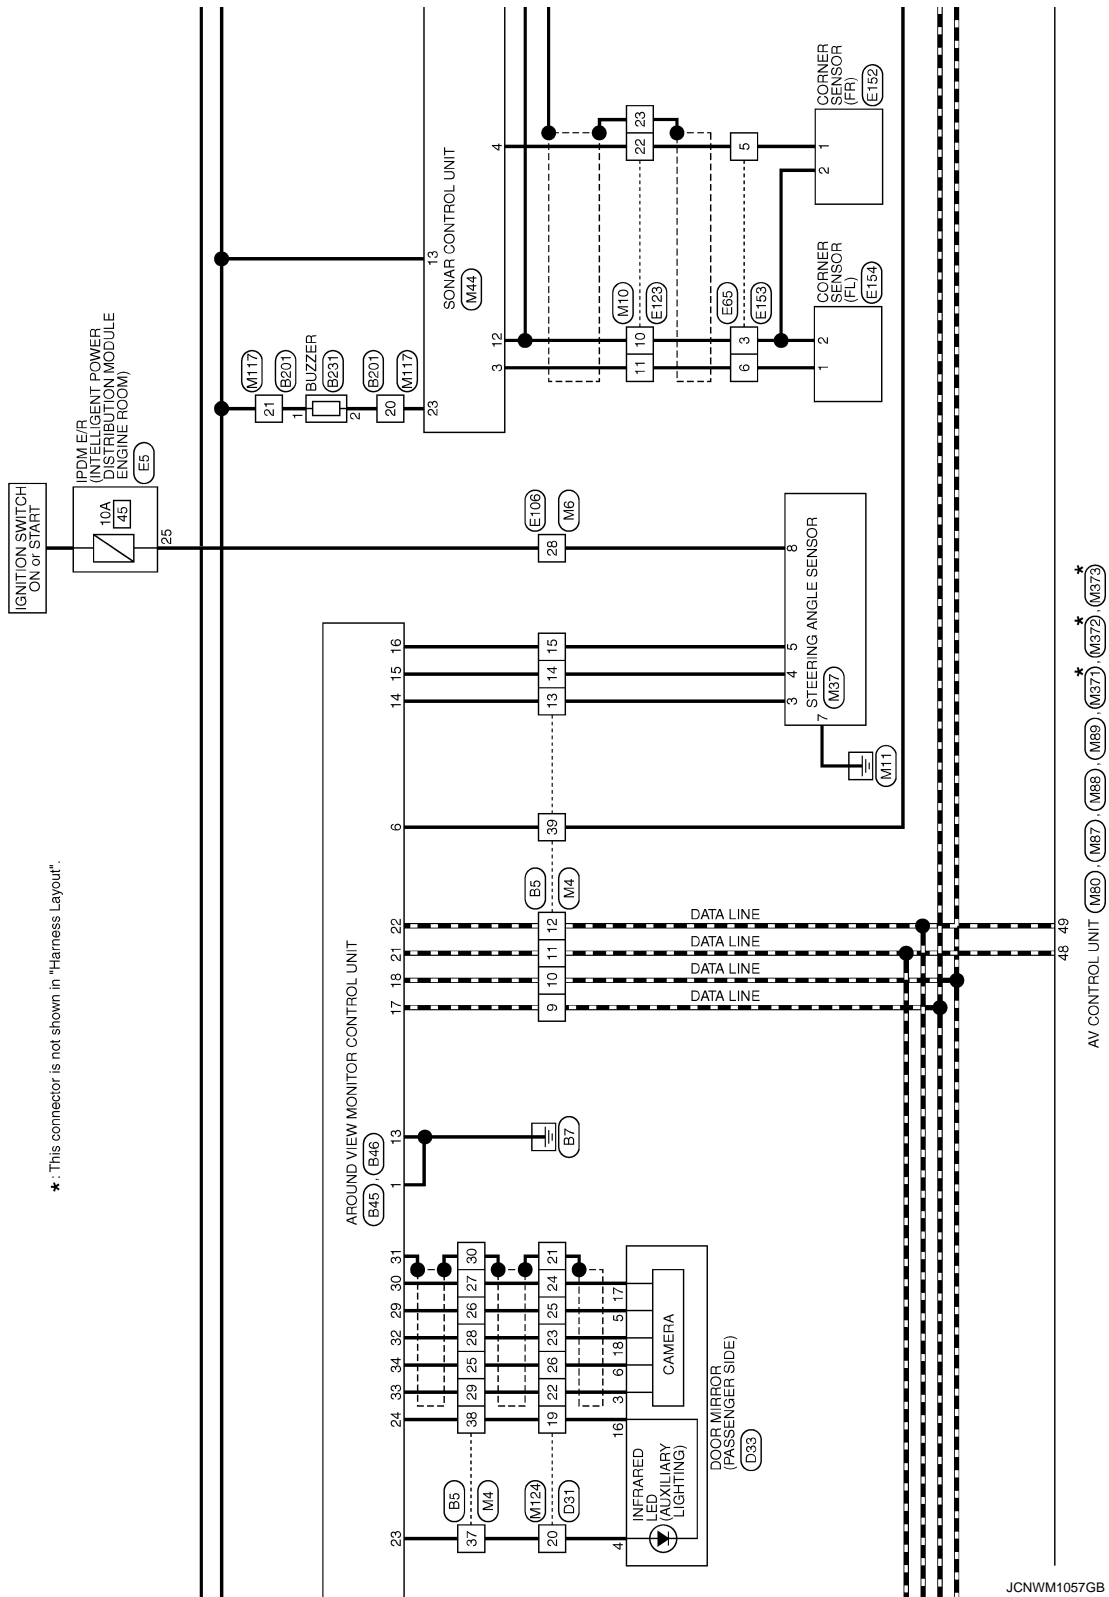 IGNITION SWITCH
ON or START
IPDM E/R
(INTELLIGENT POWER
DISTRIBUTION MODULE
ENGINE ROOM)
E5
10A
45
25
* : This connector is not shown in "Harness Layout".
M117
B201
BUZZER
B231
B201
M117
21
1
2
20
23
13
SONAR CONTROL UNIT
M44
3
12
4
11
10
22
23
M10
E123
6
3
5
E65
E153
1
2
CORNER
SENSOR
(FL)
E154
2
1
CORNER
SENSOR
(FR)
E152
E106
M6
28
8
STEERING ANGLE SENSOR
M37
3
4
5
7
M11
13
14
15
14
15
16
6
39
B5
M4
17
18
21
22
9
10
11
12
DATA LINE
DATA LINE
DATA LINE
DATA LINE
48
49
AROUND VIEW MONITOR CONTROL UNIT
B45 , B46
1
13
B7
23
24
33
34
32
29
30
31
B5
M4
37
38
29
25
28
26
27
30
M124
D31
20
19
22
26
23
25
24
21
4
16
3
6
18
5
17
INFRARED
LED
(AUXILIARY
LIGHTING)
CAMERA
DOOR MIRROR
(PASSENGER SIDE)
D33
AV CONTROL UNIT M80 , M87 , M88 , M89 , M371* , M372* , M373*
JCNWM1057GB